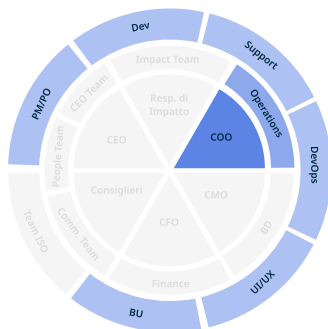 Dev
Support
Impact Team
CEO Team
Operations
PM/PO
Resp. di
Impatto
CEO
COO
People Team
DevOps
Consiglieri
CMO
Team ISO
Comm. Team
CFO
BD
Finance
UI/UX
BU